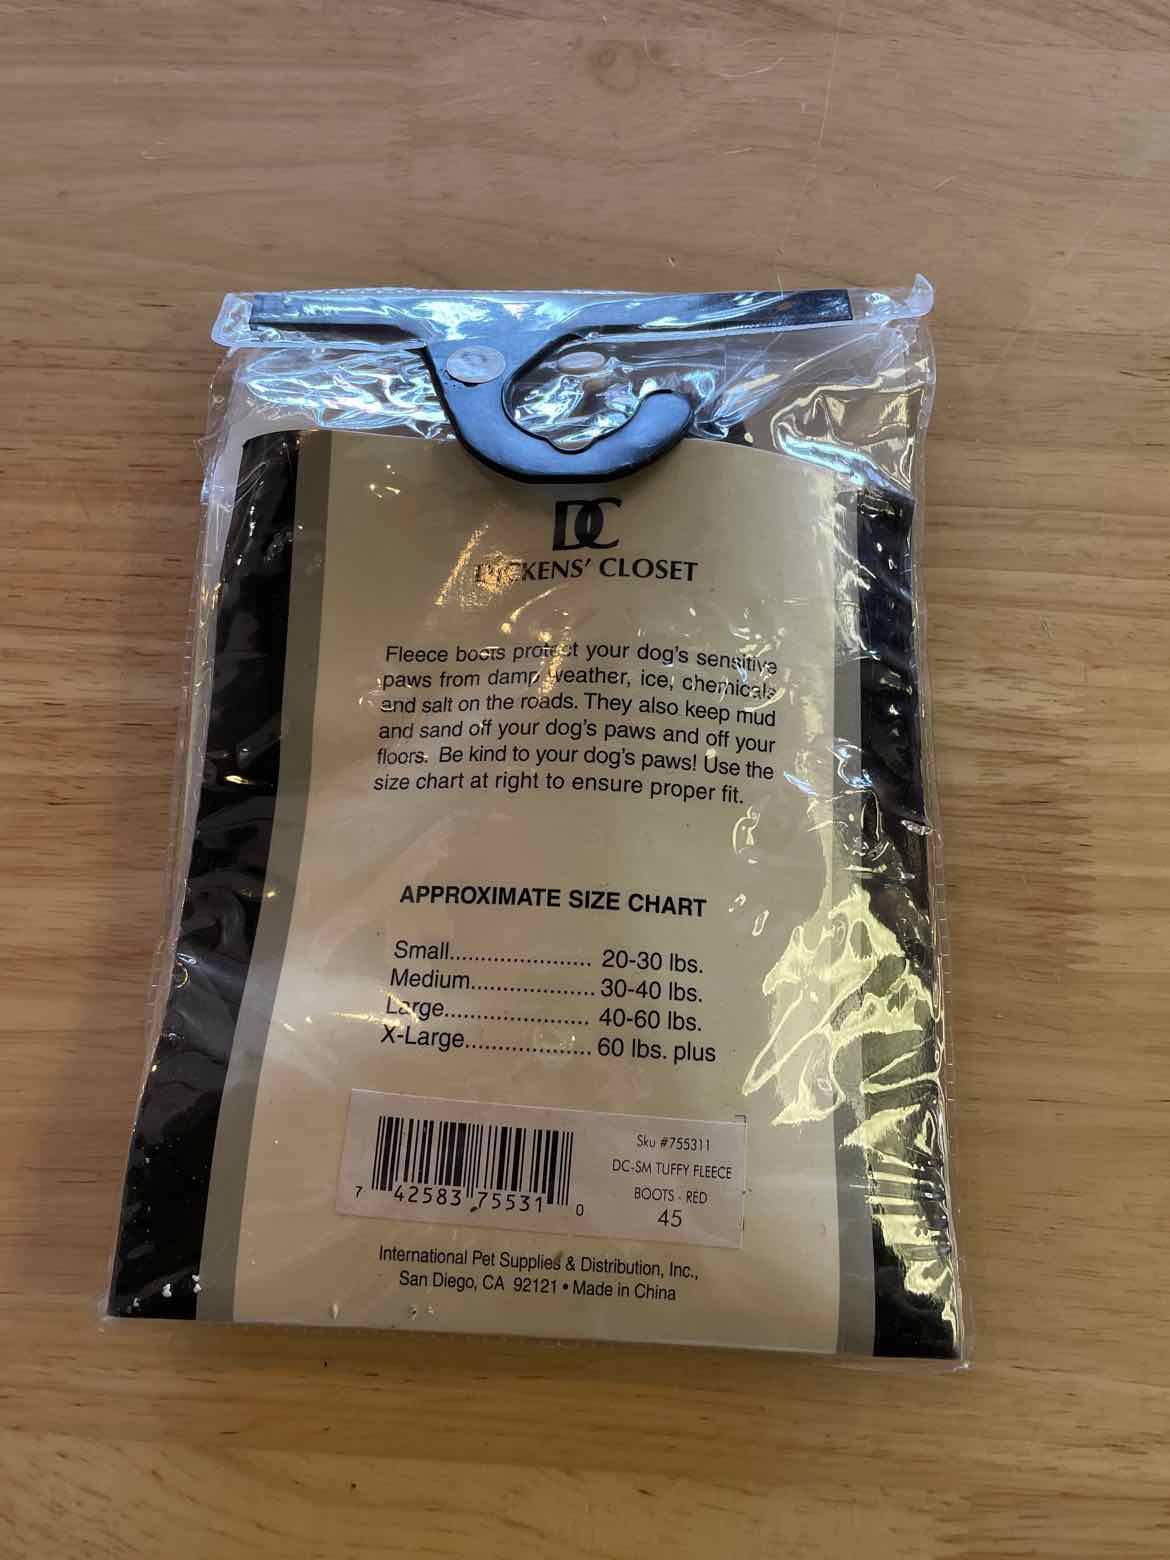 DC
DICKENS' CLOSET
Fleece boots protect your dog's sensitive
paws from damp weather, ice, chemicals
and salt on the roads. They also keep mud
and sand off your dog's paws and off your
floors. Be kind to your dog's paws! Use the
size chart at right to ensure proper fit.
APPROXIMATE SIZE CHART
Small....................... 20-30 lbs.
Medium................... 30-40 lbs.
Large....................... 40-60 lbs.
X-Large.................... 60 lbs. plus
7 42583 75531 0
Sku #755311
DC-SM TUFFY FLEECE
BOOTS - RED
45
International Pet Supplies & Distribution, Inc.,
San Diego, CA 92121 • Made in China